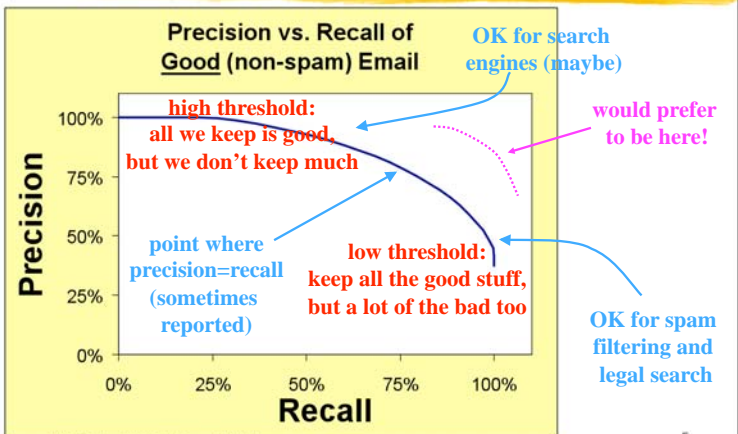 Precision vs. Recall of
Good (non-spam) Email
OK for search
engines (maybe)
would prefer
to be here!
high threshold:
all we keep is good,
but we don't keep much
point where
precision=recall
(sometimes
reported)
low threshold:
keep all the good stuff,
but a lot of the bad too
OK for spam
filtering and
legal search
Precision
100%
75%
50%
25%
0%
0% 25% 50% 75% 100%
Recall